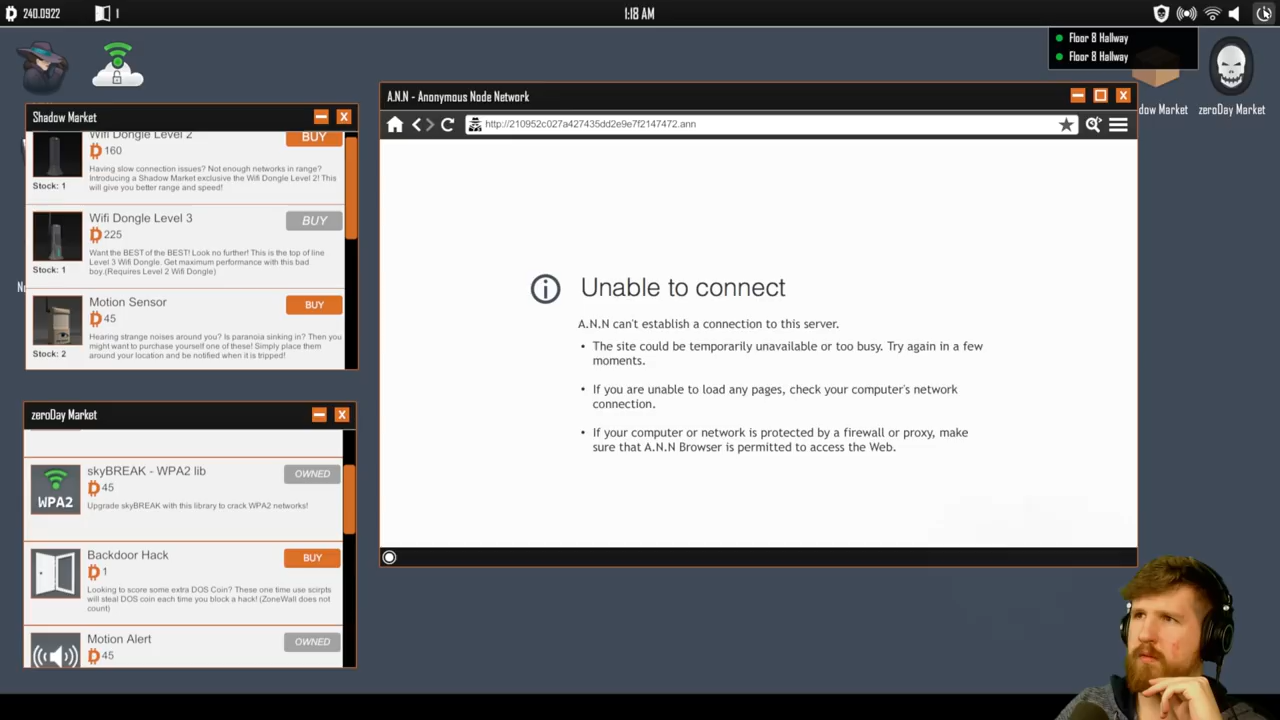 240.0922
1
1:18 AM
Floor 8 Hallway
Floor 8 Hallway
dow Market
zeroDay Market
Shadow Market
Wifi Dongle Level 2
160
BUY
Having slow connection issues? Not enough networks in range?
Introducing a Shadow Market exclusive the Wifi Dongle Level 2! This
will give you better range and speed!
Stock: 1
Wifi Dongle Level 3
225
BUY
Want the BEST of the BEST! Look no further! This is the top of line
Level 3 Wifi Dongle. Get maximum performance with this bad
boy.(Requires Level 2 Wifi Dongle)
Stock: 1
Motion Sensor
45
BUY
Hearing strange noises around you? Is paranoia sinking in? Then you
might want to purchase yourself one of these! Simply place them
around your location and be notified when it is tripped!
Stock: 2
zeroDay Market
skyBREAK - WPA2 lib
45
OWNED
WPA2
Upgrade skyBREAK with this library to crack WPA2 networks!
Backdoor Hack
1
BUY
Looking to score some extra DOS Coin? These one time use scirpts
will steal DOS coin each time you block a hack! (ZoneWall does not
count)
Motion Alert
45
OWNED
A.N.N - Anonymous Node Network
http://210952c027a427435dd2e9e7f2147472.ann
Unable to connect
A.N.N can't establish a connection to this server.
• The site could be temporarily unavailable or too busy. Try again in a few
moments.
• If you are unable to load any pages, check your computer's network
connection.
• If your computer or network is protected by a firewall or proxy, make
sure that A.N.N Browser is permitted to access the Web.